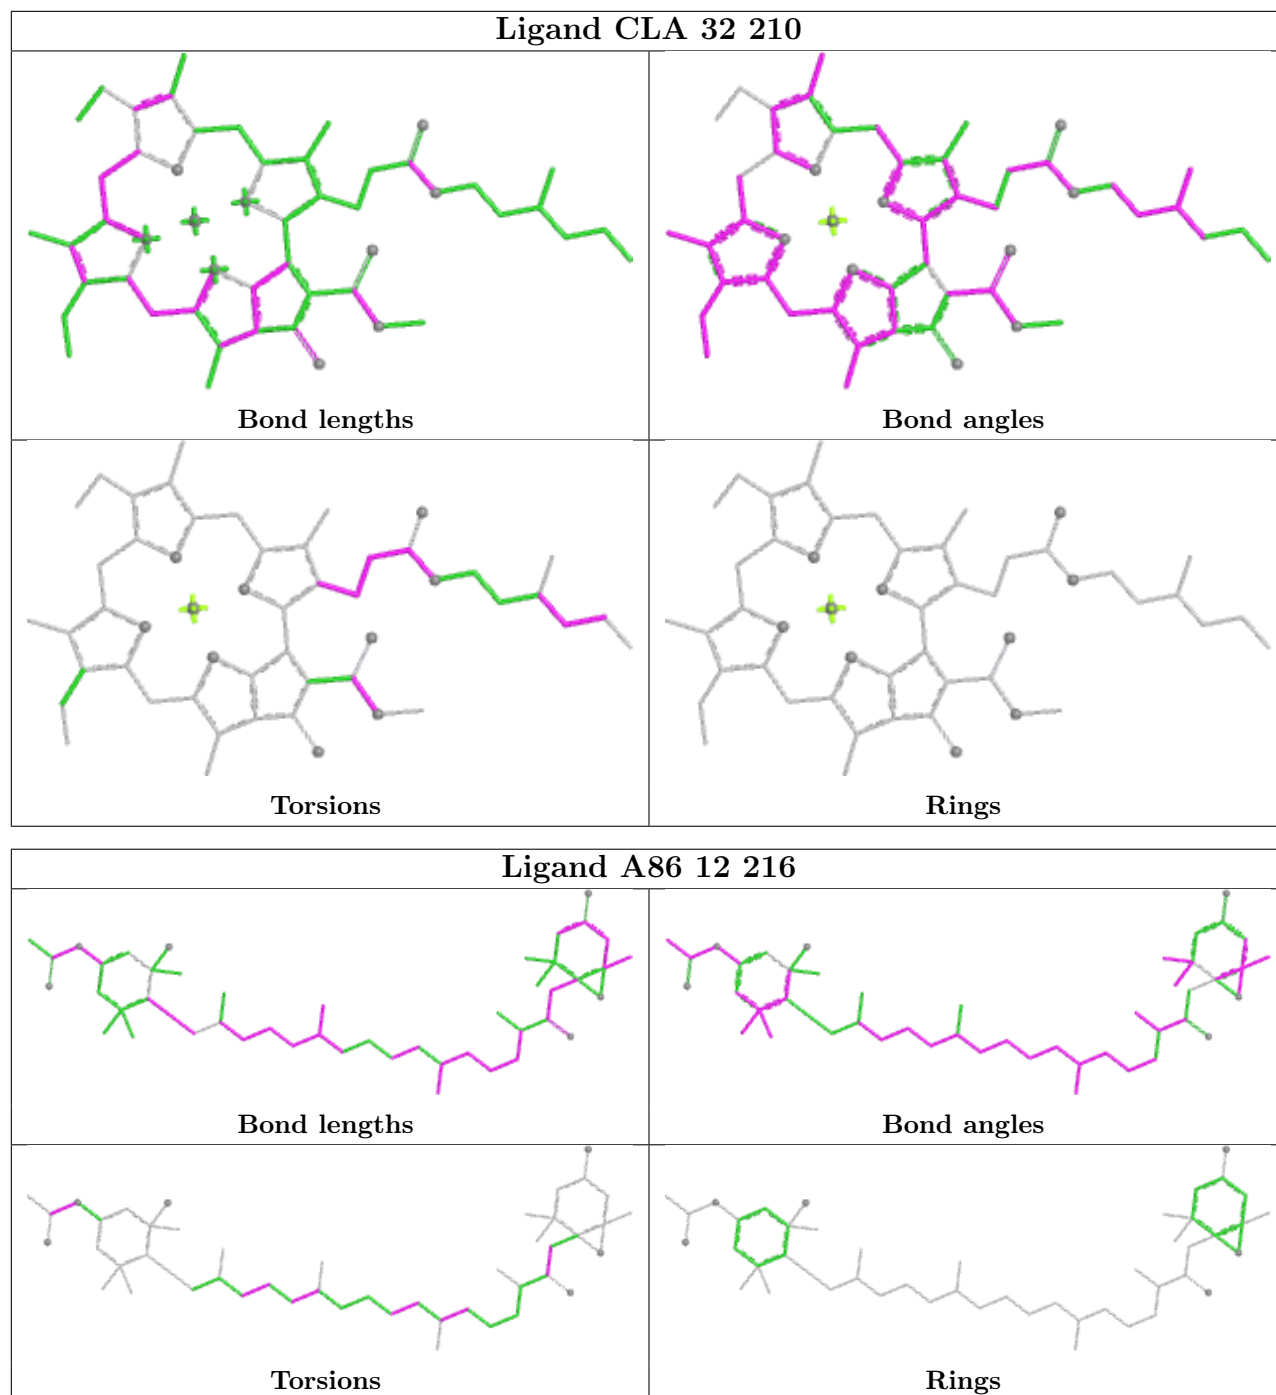 Ligand CLA 32 210
Bond lengths
Bond angles
Torsions
Rings
Ligand A86 12 216
Bond lengths
Bond angles
Torsions
Rings